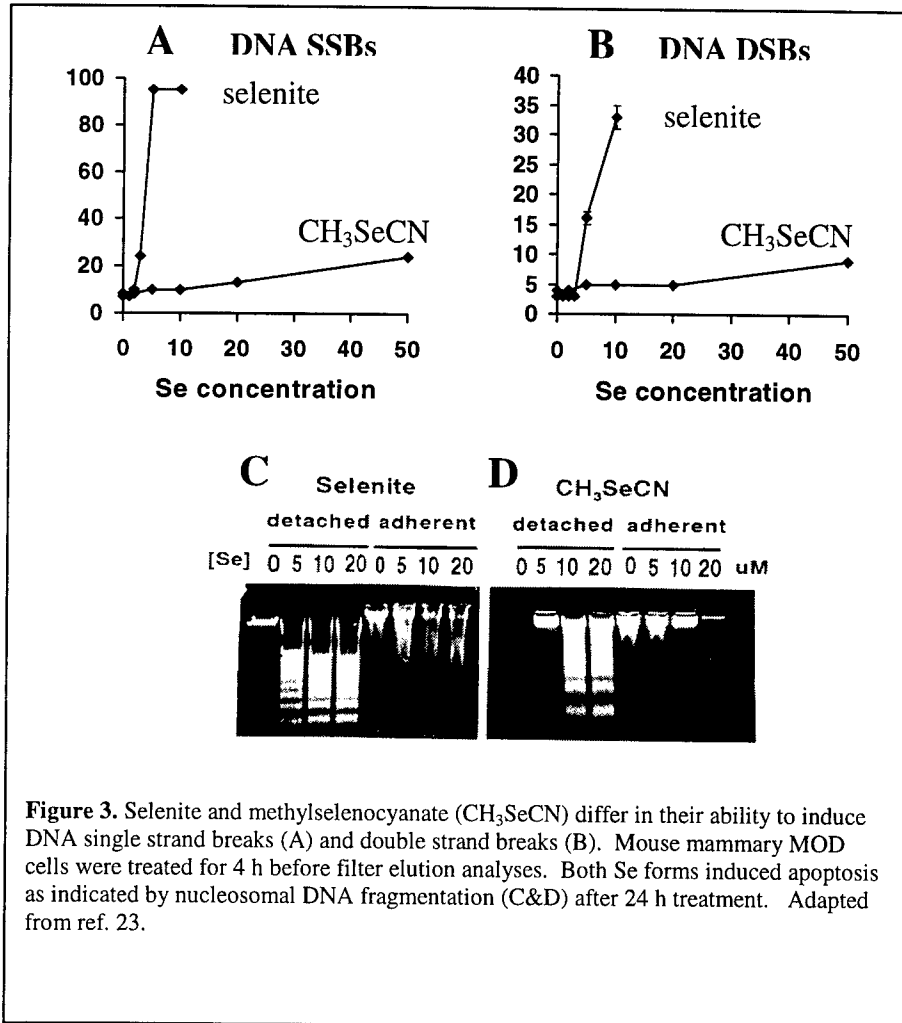 A DNA SSBs
100
80
60
40
20
0
selenite
CH₃SeCN
0 10 20 30 40 50
Se concentration
B DNA DSBs
40
35
30
25
20
15
10
5
0
selenite
CH₃SeCN
0 10 20 30 40 50
Se concentration
C Selenite
detached adherent
[Se] 0 5 10 20 0 5 10 20 uM
D CH₃SeCN
detached adherent
0 5 10 20 0 5 10 20
Figure 3. Selenite and methylselenocyanate (CH₃SeCN) differ in their ability to induce
DNA single strand breaks (A) and double strand breaks (B). Mouse mammary MOD
cells were treated for 4 h before filter elution analyses. Both Se forms induced apoptosis
as indicated by nucleosomal DNA fragmentation (C&D) after 24 h treatment. Adapted
from ref. 23.